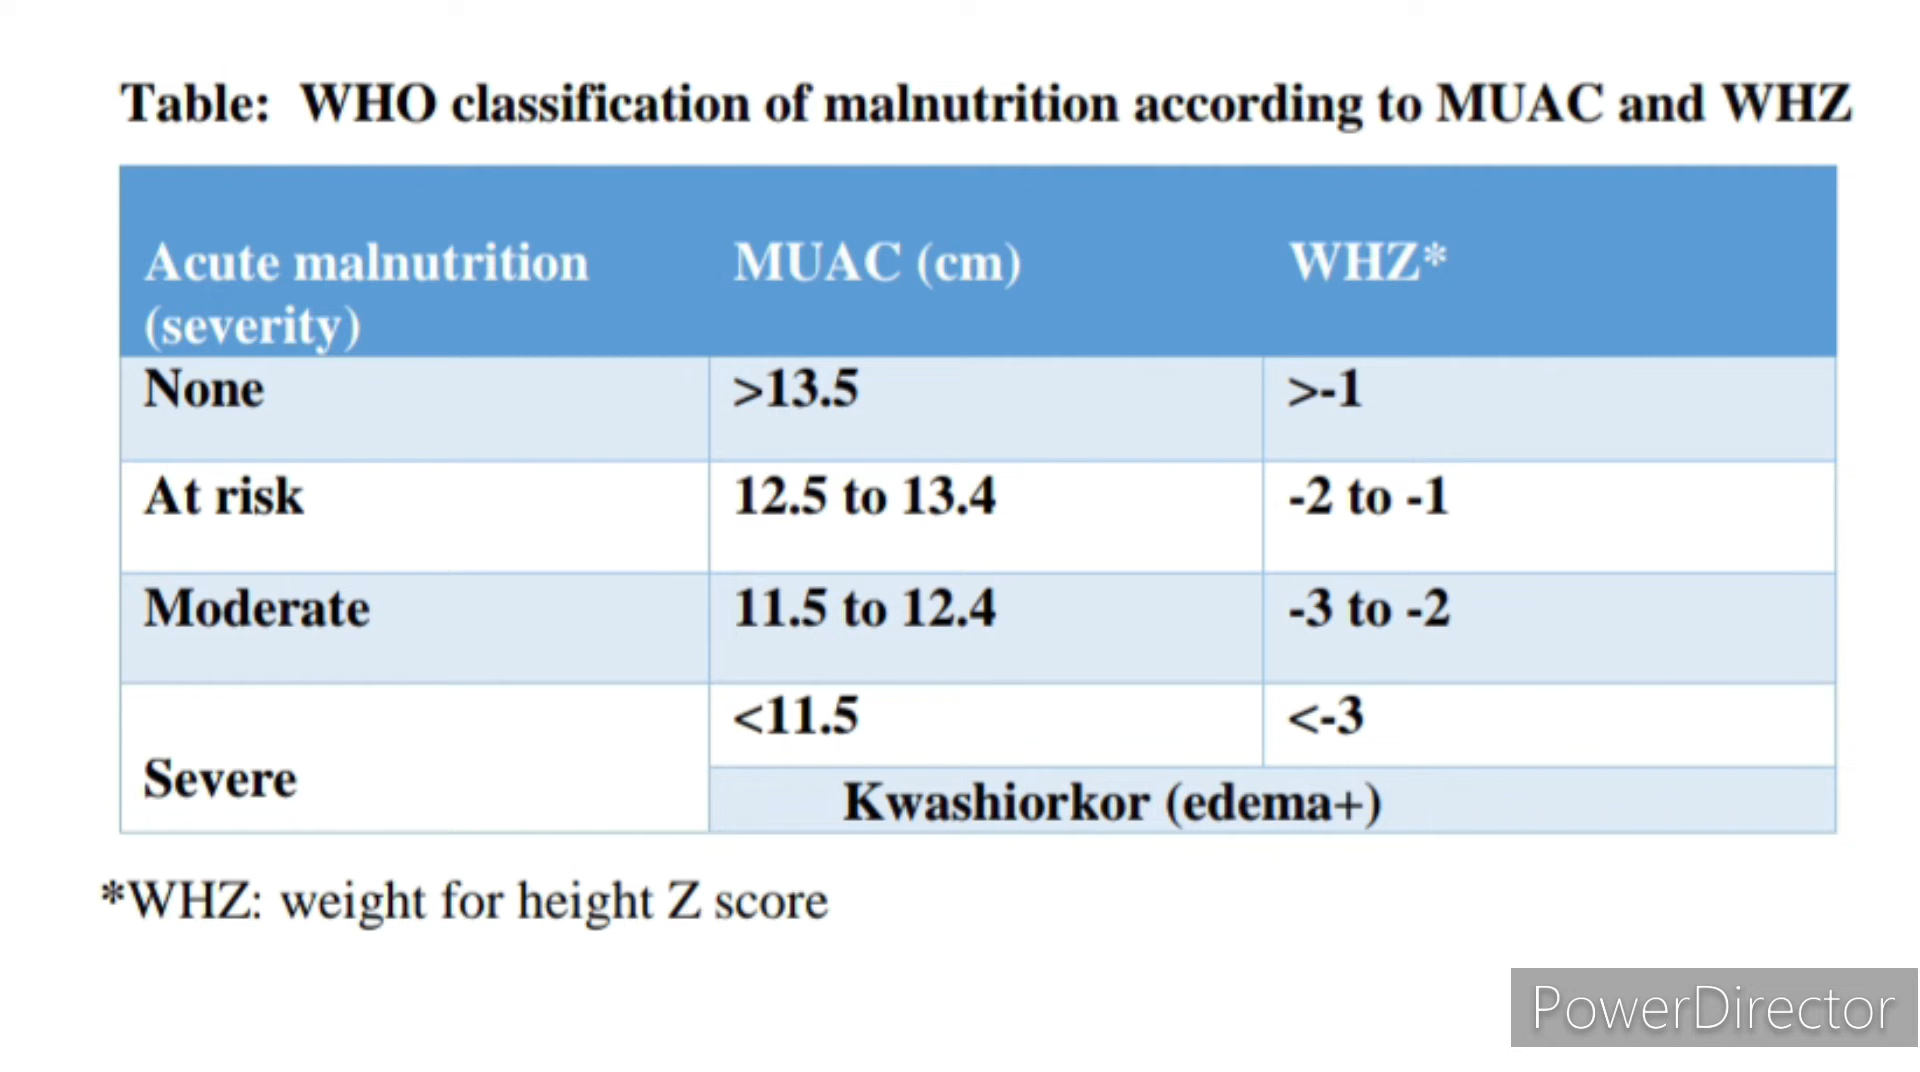 Table: WHO classification of malnutrition according to MUAC and WHZ
Acute malnutrition (severity) MUAC (cm) WHZ*
None >13.5 >-1
At risk 12.5 to 13.4 -2 to -1
Moderate 11.5 to 12.4 -3 to -2
Severe <11.5 <-3
Kwashiorkor (edema+)
*WHZ: weight for height Z score
PowerDirector